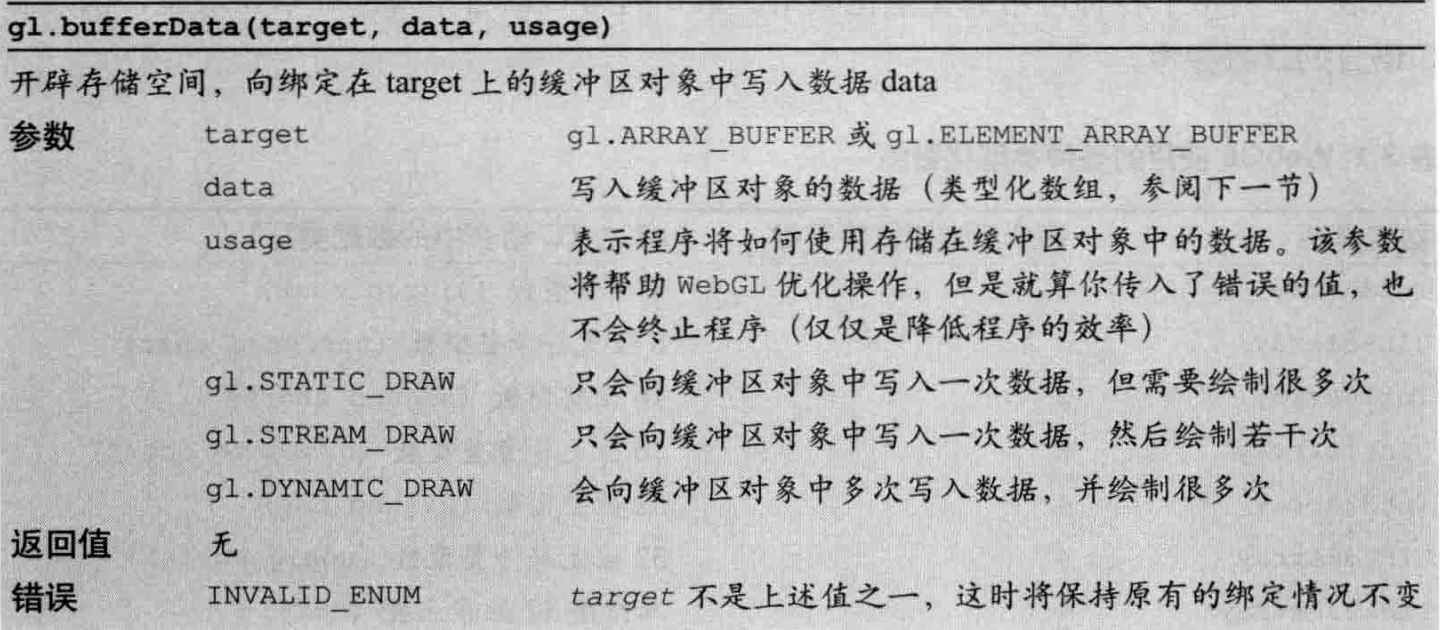 gl.bufferData(target, data, usage)
开辟存储空间，向绑定在 target 上的缓冲区对象中写入数据 data
参数 target gl.ARRAY_BUFFER 或 gl.ELEMENT_ARRAY_BUFFER
data 写入缓冲区对象的数据（类型化数组，参阅下一节）
usage 表示程序将如何使用存储在缓冲区对象中的数据。该参数
将帮助 WebGL 优化操作，但是就算你传入了错误的值，也
不会终止程序（仅仅是降低程序的效率）
gl.STATIC_DRAW 只会向缓冲区对象中写入一次数据，但需要绘制很多次
gl.STREAM_DRAW 只会向缓冲区对象中写入一次数据，然后绘制若干次
gl.DYNAMIC_DRAW 会向缓冲区对象中多次写入数据，并绘制很多次
返回值 无
错误 INVALID_ENUM target 不是上述值之一，这时将保持原有的绑定情况不变